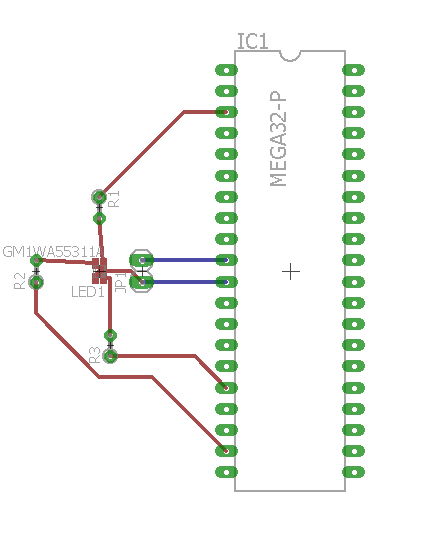 IC1
MEGA32-P
R1
GM1WA55311A
R2
LED1
JP1
R3